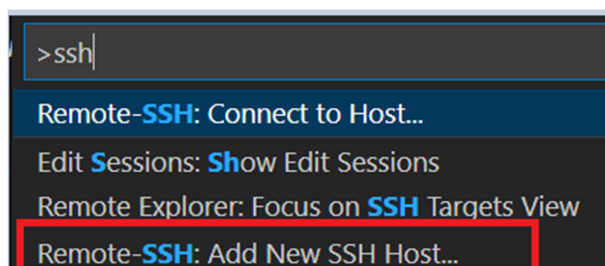 >ssh
Remote-SSH: Connect to Host...
Edit Sessions: Show Edit Sessions
Remote Explorer: Focus on SSH Targets View
Remote-SSH: Add New SSH Host...